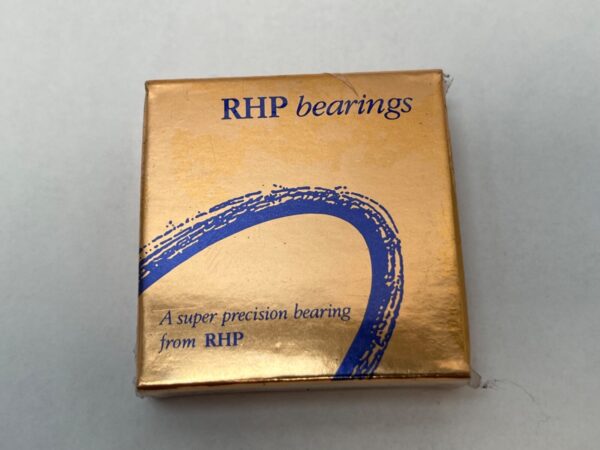 RHP bearings
A super precision bearing
from RHP